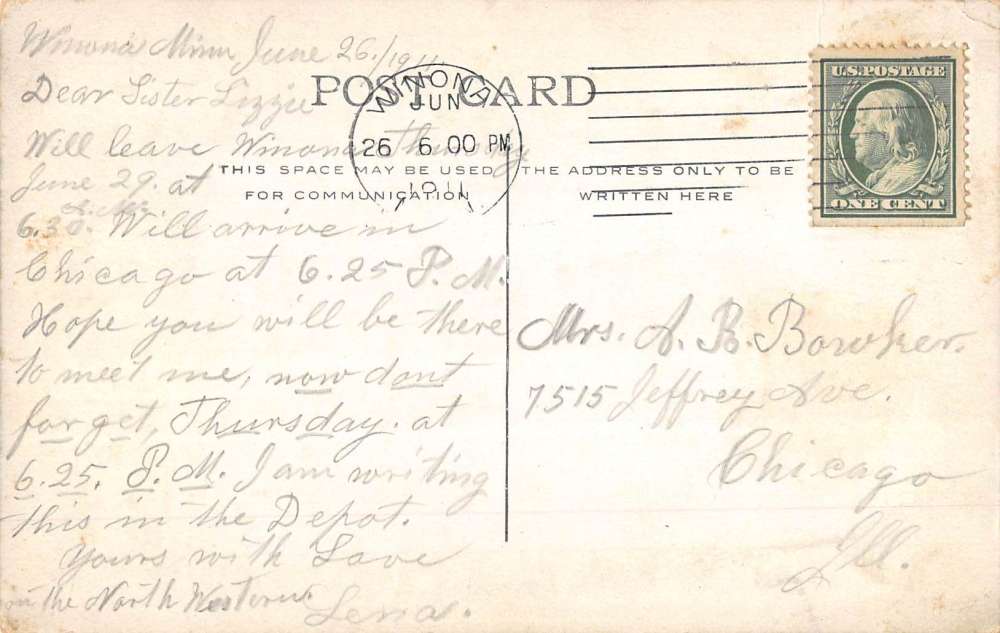 Winona Minn June 26/1911
Dear Sister Lizzie
Will leave Winona Thursday
June 29. at
A.M.
6.30. Will arrive in
Chicago at 6.25 P.M.
Hope you will be there
to meet me, now dont
forget, Thursday. at
6.25. P.M. I am writing
this in the Depot.
Yours with Love
on the North Western.
Lena.
POST CARD
THIS SPACE MAY BE USED
FOR COMMUNICATION
THE ADDRESS ONLY TO BE
WRITTEN HERE
WINONA
JUN
26 6 00 PM
1911
U.S. POSTAGE
ONE CENT
Mrs. A. B. Bowker.
7515 Jeffrey Ave.
Chicago
Ill.